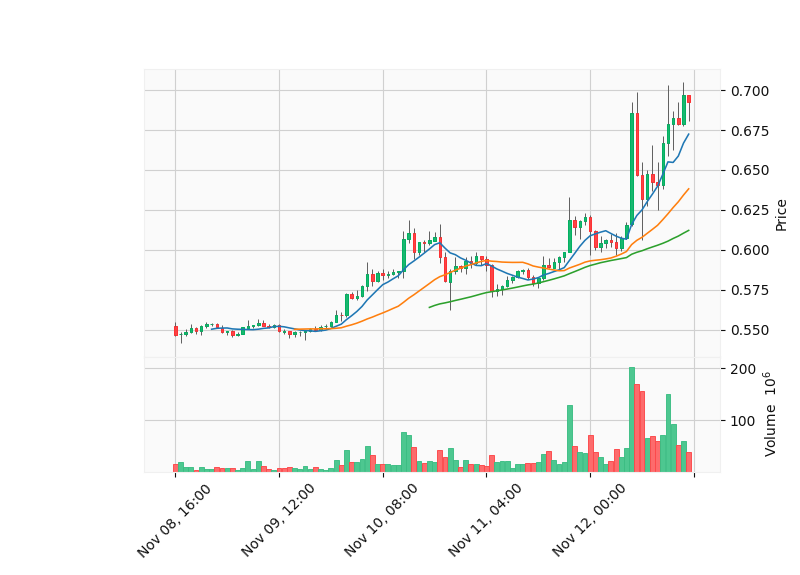 0.700
0.675
0.650
0.625
0.600
0.575
0.550
Price
200
100
Volume 10⁶
Nov 08, 16:00
Nov 09, 12:00
Nov 10, 08:00
Nov 11, 04:00
Nov 12, 00:00